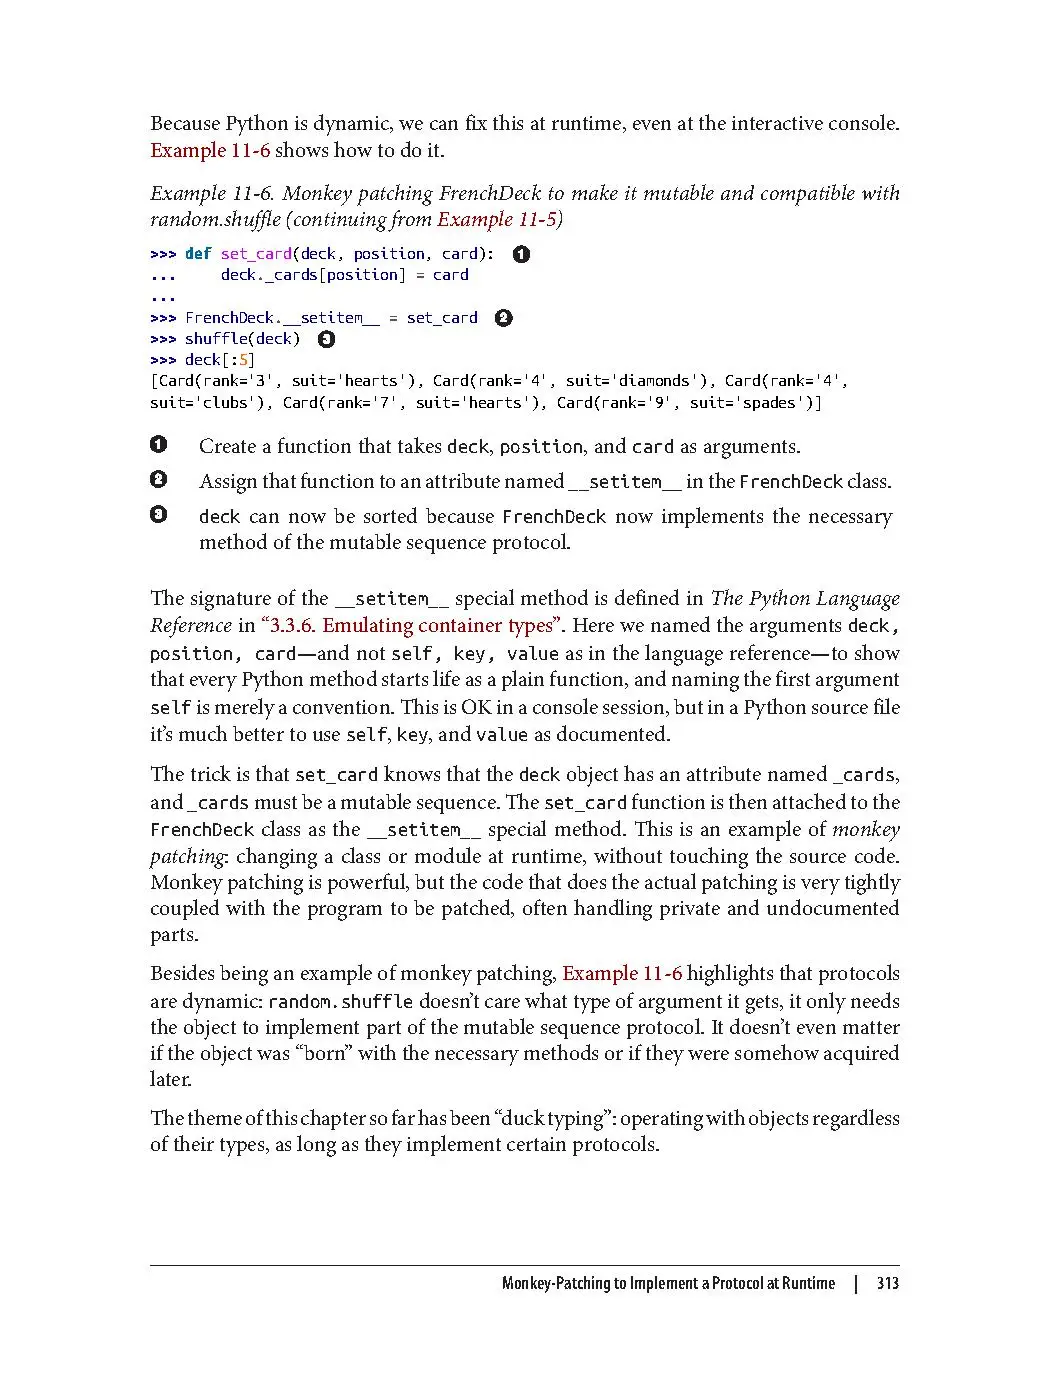 Because Python is dynamic, we can fix this at runtime, even at the interactive console.
Example 11-6 shows how to do it.
Example 11-6. Monkey patching FrenchDeck to make it mutable and compatible with
random.shuffle (continuing from Example 11-5)
>>> def set_card(deck, position, card): ❶
...     deck._cards[position] = card
...
>>> FrenchDeck.__setitem__ = set_card ❷
>>> shuffle(deck) ❸
>>> deck[:5]
[Card(rank='3', suit='hearts'), Card(rank='4', suit='diamonds'), Card(rank='4',
suit='clubs'), Card(rank='7', suit='hearts'), Card(rank='9', suit='spades')]
❶ Create a function that takes deck, position, and card as arguments.
❷ Assign that function to an attribute named __setitem__ in the FrenchDeck class.
❸ deck can now be sorted because FrenchDeck now implements the necessary
method of the mutable sequence protocol.
The signature of the __setitem__ special method is defined in The Python Language
Reference in “3.3.6. Emulating container types”. Here we named the arguments deck,
position, card—and not self, key, value as in the language reference—to show
that every Python method starts life as a plain function, and naming the first argument
self is merely a convention. This is OK in a console session, but in a Python source file
it’s much better to use self, key, and value as documented.
The trick is that set_card knows that the deck object has an attribute named _cards,
and _cards must be a mutable sequence. The set_card function is then attached to the
FrenchDeck class as the __setitem__ special method. This is an example of monkey
patching: changing a class or module at runtime, without touching the source code.
Monkey patching is powerful, but the code that does the actual patching is very tightly
coupled with the program to be patched, often handling private and undocumented
parts.
Besides being an example of monkey patching, Example 11-6 highlights that protocols
are dynamic: random.shuffle doesn’t care what type of argument it gets, it only needs
the object to implement part of the mutable sequence protocol. It doesn’t even matter
if the object was “born” with the necessary methods or if they were somehow acquired
later.
The theme of this chapter so far has been “duck typing”: operating with objects regardless
of their types, as long as they implement certain protocols.
Monkey-Patching to Implement a Protocol at Runtime | 313